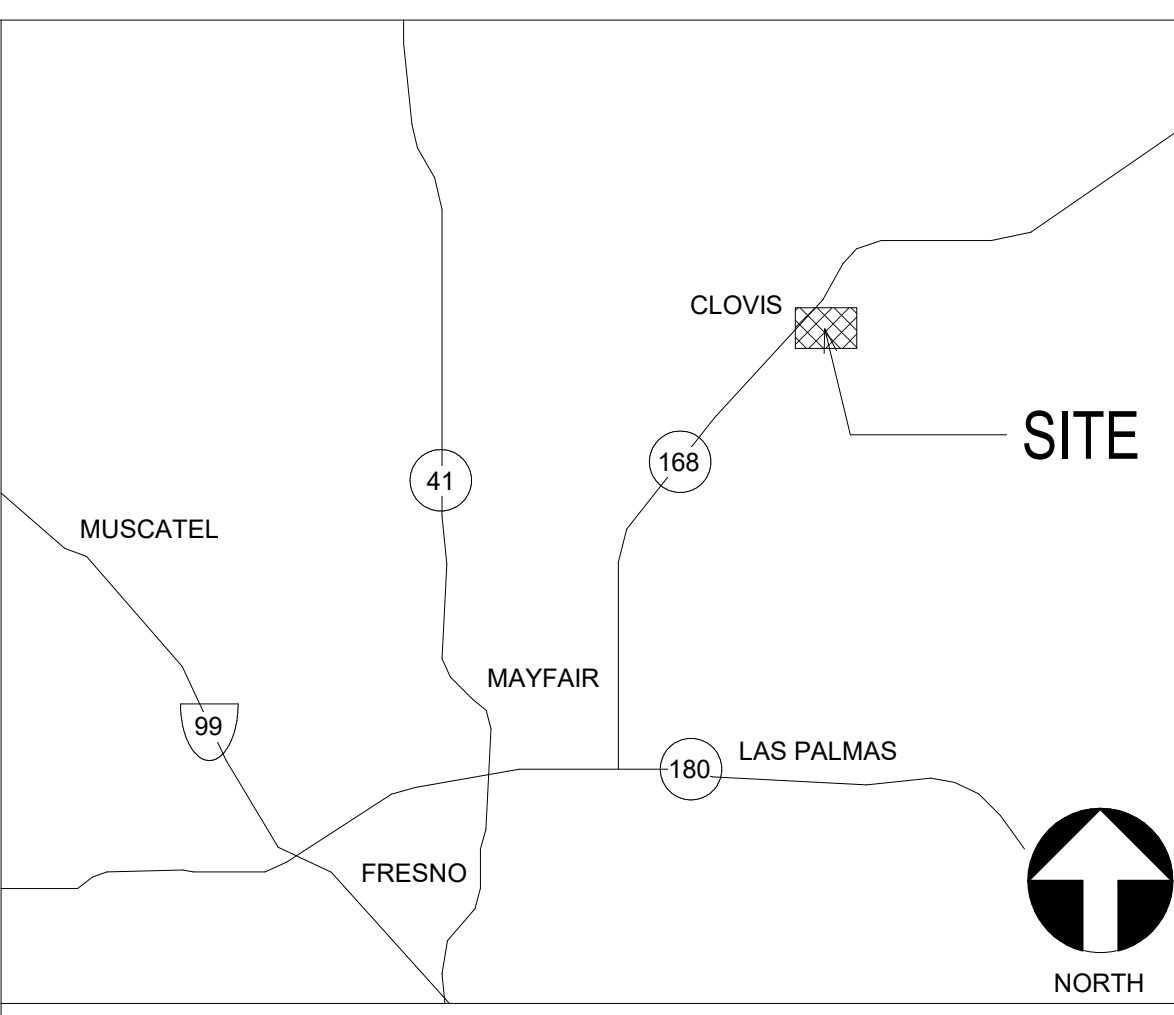 CLOVIS
SITE
168
41
MUSCATEL
MAYFAIR
99
LAS PALMAS
180
FRESNO
NORTH